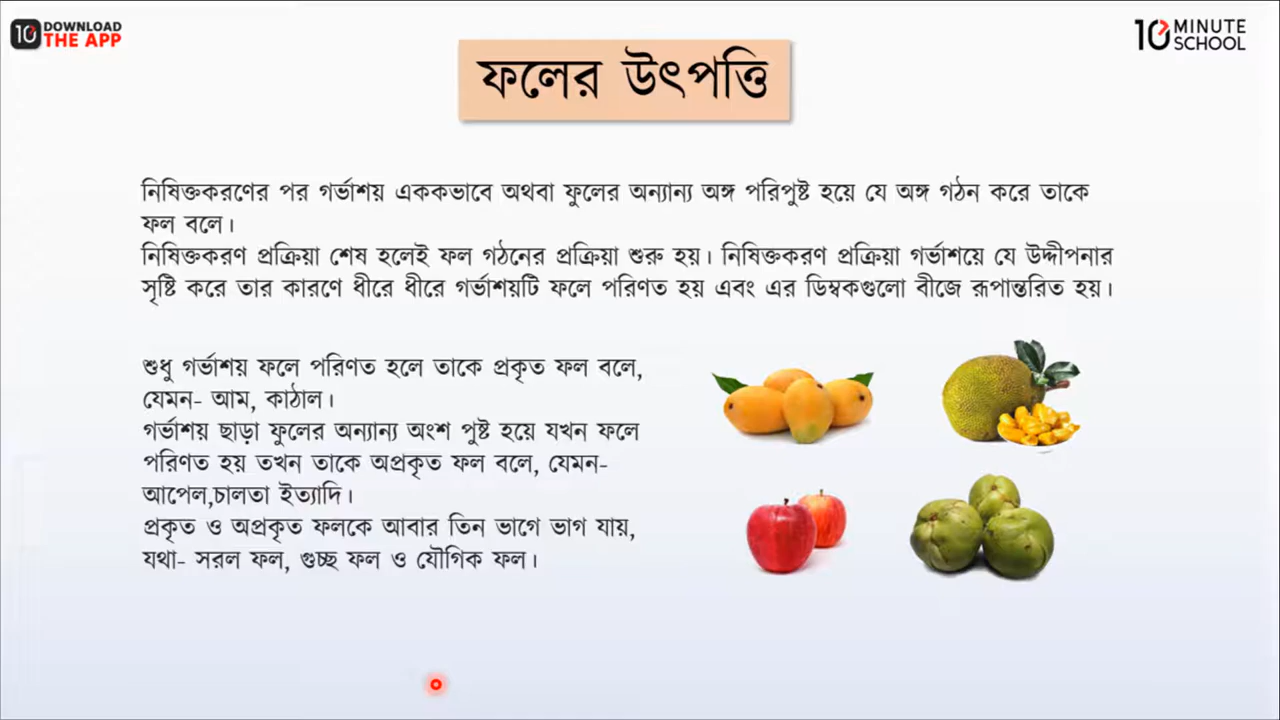 10 DOWNLOAD
THE APP
10 MINUTE
SCHOOL
ফলের উৎপত্তি
নিষিক্তকরণের পর গর্ভাশয় এককভাবে অথবা ফুলের অন্যান্য অঙ্গ পরিপুষ্ট হয়ে যে অঙ্গ গঠন করে তাকে
ফল বলে।
নিষিক্তকরণ প্রক্রিয়া শেষ হলেই ফল গঠনের প্রক্রিয়া শুরু হয়। নিষিক্তকরণ প্রক্রিয়া গর্ভাশয়ে যে উদ্দীপনার
সৃষ্টি করে তার কারণে ধীরে ধীরে গর্ভাশয়টি ফলে পরিণত হয় এবং এর ডিম্বকগুলো বীজে রূপান্তরিত হয়।
শুধু গর্ভাশয় ফলে পরিণত হলে তাকে প্রকৃত ফল বলে,
যেমন- আম, কাঠাল।
গর্ভাশয় ছাড়া ফুলের অন্যান্য অংশ পুষ্ট হয়ে যখন ফলে
পরিণত হয় তখন তাকে অপ্রকৃত ফল বলে, যেমন-
আপেল,চালতা ইত্যাদি।
প্রকৃত ও অপ্রকৃত ফলকে আবার তিন ভাগে ভাগ যায়,
যথা- সরল ফল, গুচ্ছ ফল ও যৌগিক ফল।